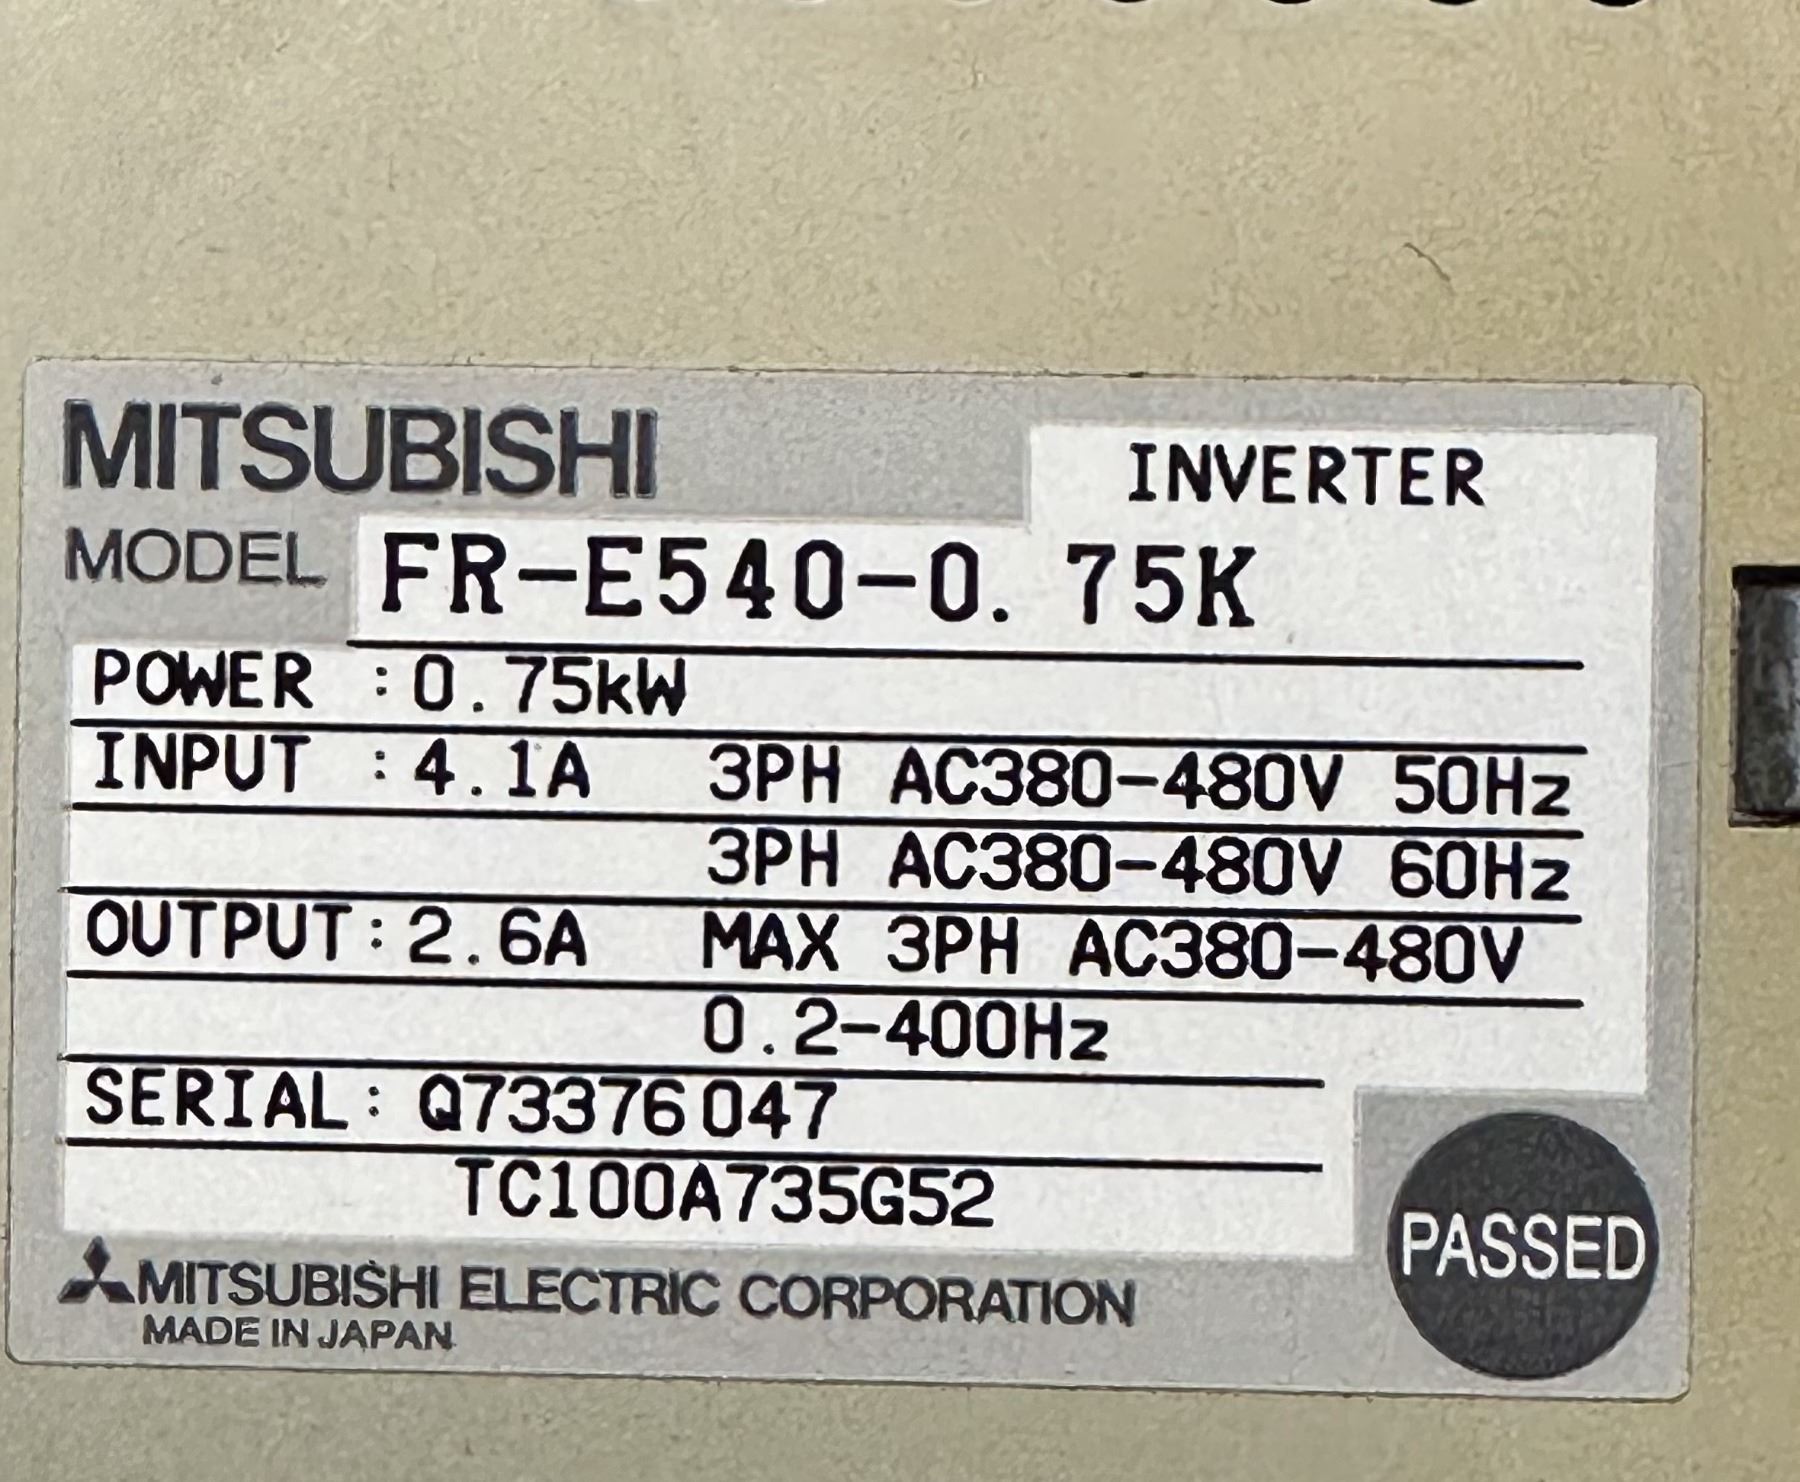 MITSUBISHI
INVERTER
MODEL FR-E540-0.75K
POWER :0.75kW
INPUT :4.1A 3PH AC380-480V 50Hz
3PH AC380-480V 60Hz
OUTPUT:2.6A MAX 3PH AC380-480V
0.2-400Hz
SERIAL: Q73376047
TC100A735G52
PASSED
MITSUBISHI ELECTRIC CORPORATION
MADE IN JAPAN